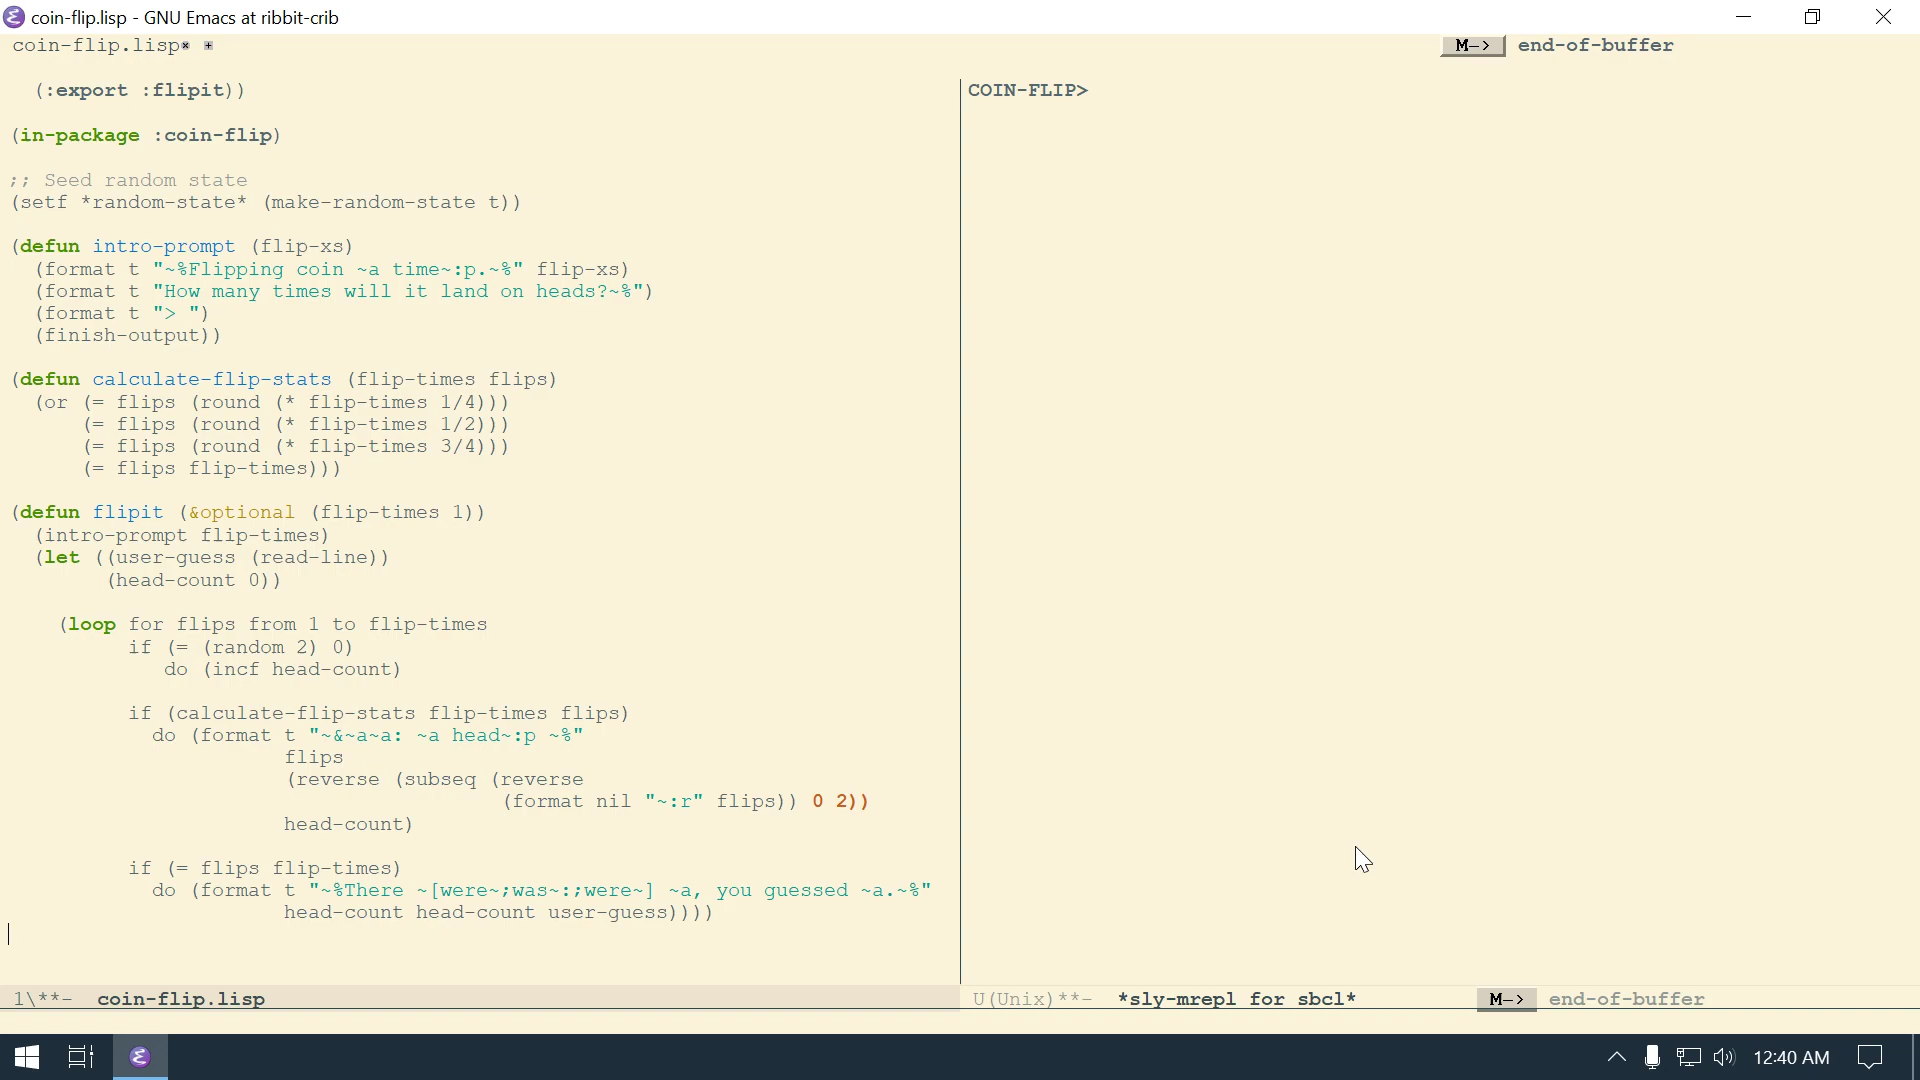 coin-flip.lisp - GNU Emacs at ribbit-crib
coin-flip.lisp
M–> end-of-buffer
(:export :flipit))
(in-package :coin-flip)
;; Seed random state
(setf *random-state* (make-random-state t))
(defun intro-prompt (flip-xs)
(format t "~%Flipping coin ~a time~:p.~%" flip-xs)
(format t "How many times will it land on heads?~%")
(format t "> ")
(finish-output))
(defun calculate-flip-stats (flip-times flips)
(or (= flips (round (* flip-times 1/4)))
(= flips (round (* flip-times 1/2)))
(= flips (round (* flip-times 3/4)))
(= flips flip-times)))
(defun flipit (&optional (flip-times 1))
(intro-prompt flip-times)
(let ((user-guess (read-line))
(head-count 0))
(loop for flips from 1 to flip-times
if (= (random 2) 0)
do (incf head-count)
if (calculate-flip-stats flip-times flips)
do (format t "~&~a~a: ~a head~:p ~%"
flips
(reverse (subseq (reverse
(format nil "~:r" flips)) 0 2))
head-count)
if (= flips flip-times)
do (format t "~%There ~[were~;was~:;were~] ~a, you guessed ~a.~%"
head-count head-count user-guess))))
COIN-FLIP>
1\**- coin-flip.lisp
U(Unix)**- *sly-mrepl for sbcl*
M–> end-of-buffer
12:40 AM